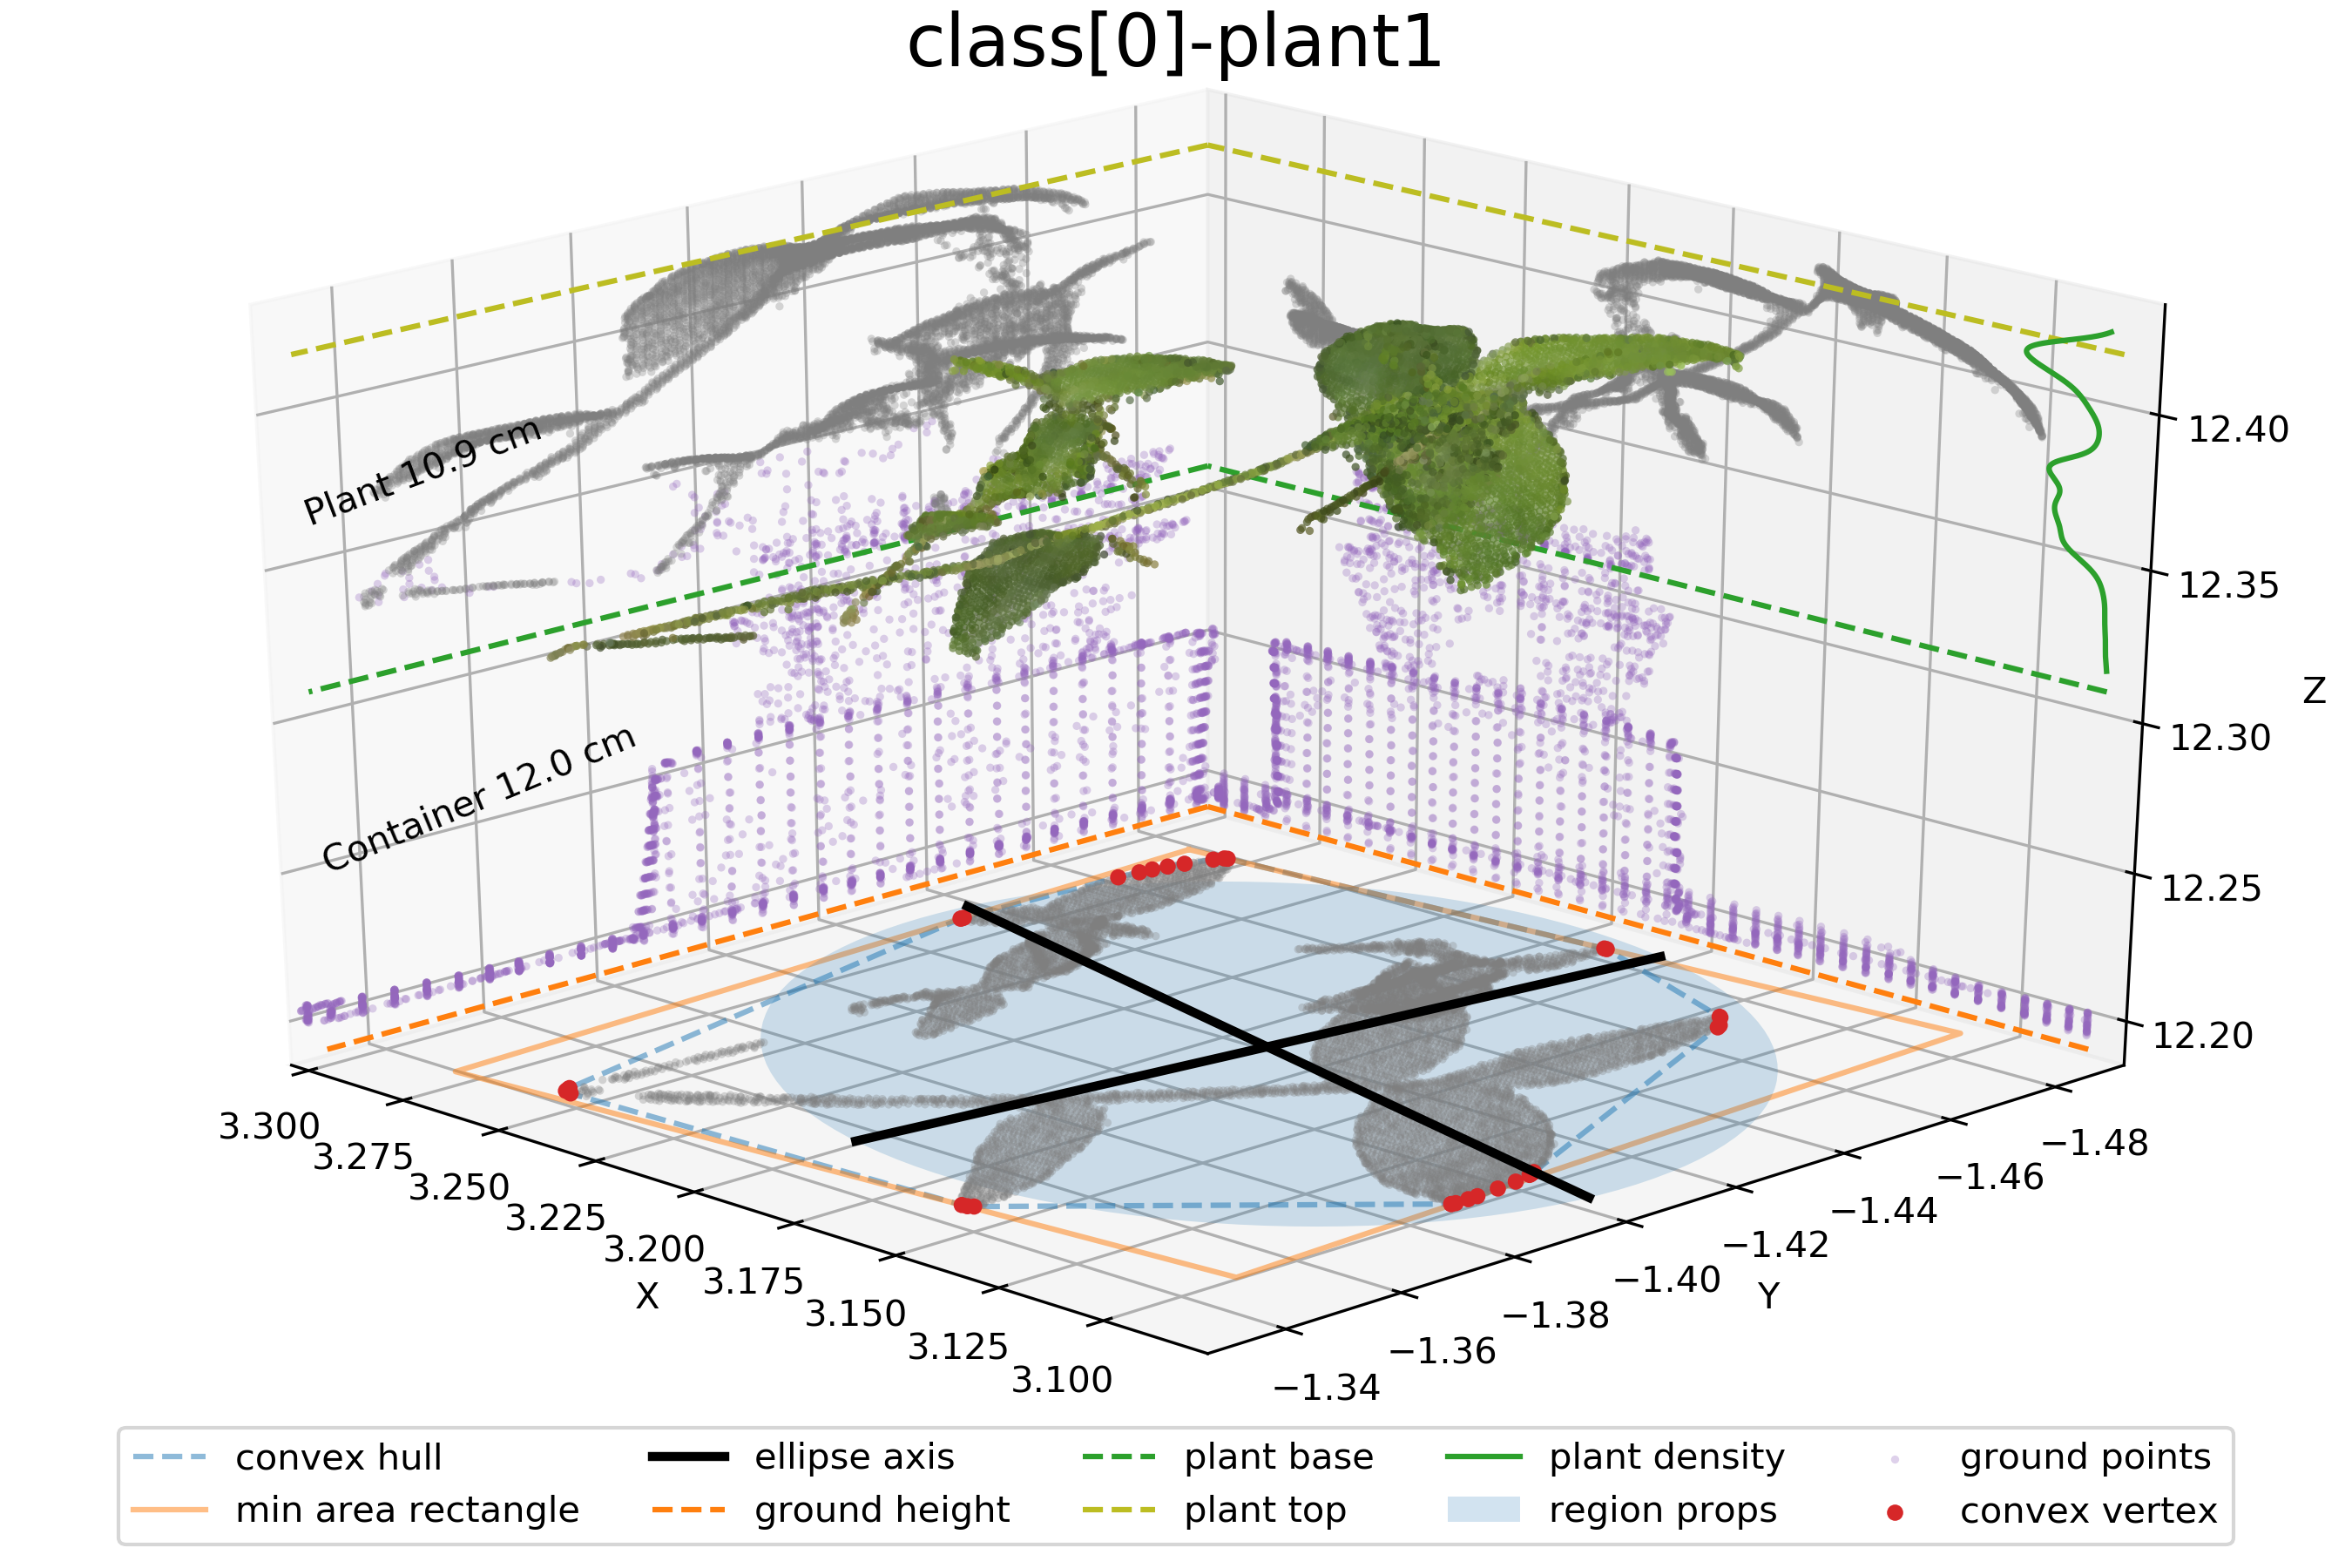 class[0]-plant1
Plant 10.9 cm
Container 12.0 cm
12.40
12.35
12.30
12.25
12.20
Z
3.300
3.275
3.250
3.225
3.200
3.175
3.150
3.125
3.100
X
−1.48
−1.46
−1.44
−1.42
−1.40
−1.38
−1.36
−1.34
Y
convex hull
min area rectangle
ellipse axis
ground height
plant base
plant top
plant density
region props
ground points
convex vertex